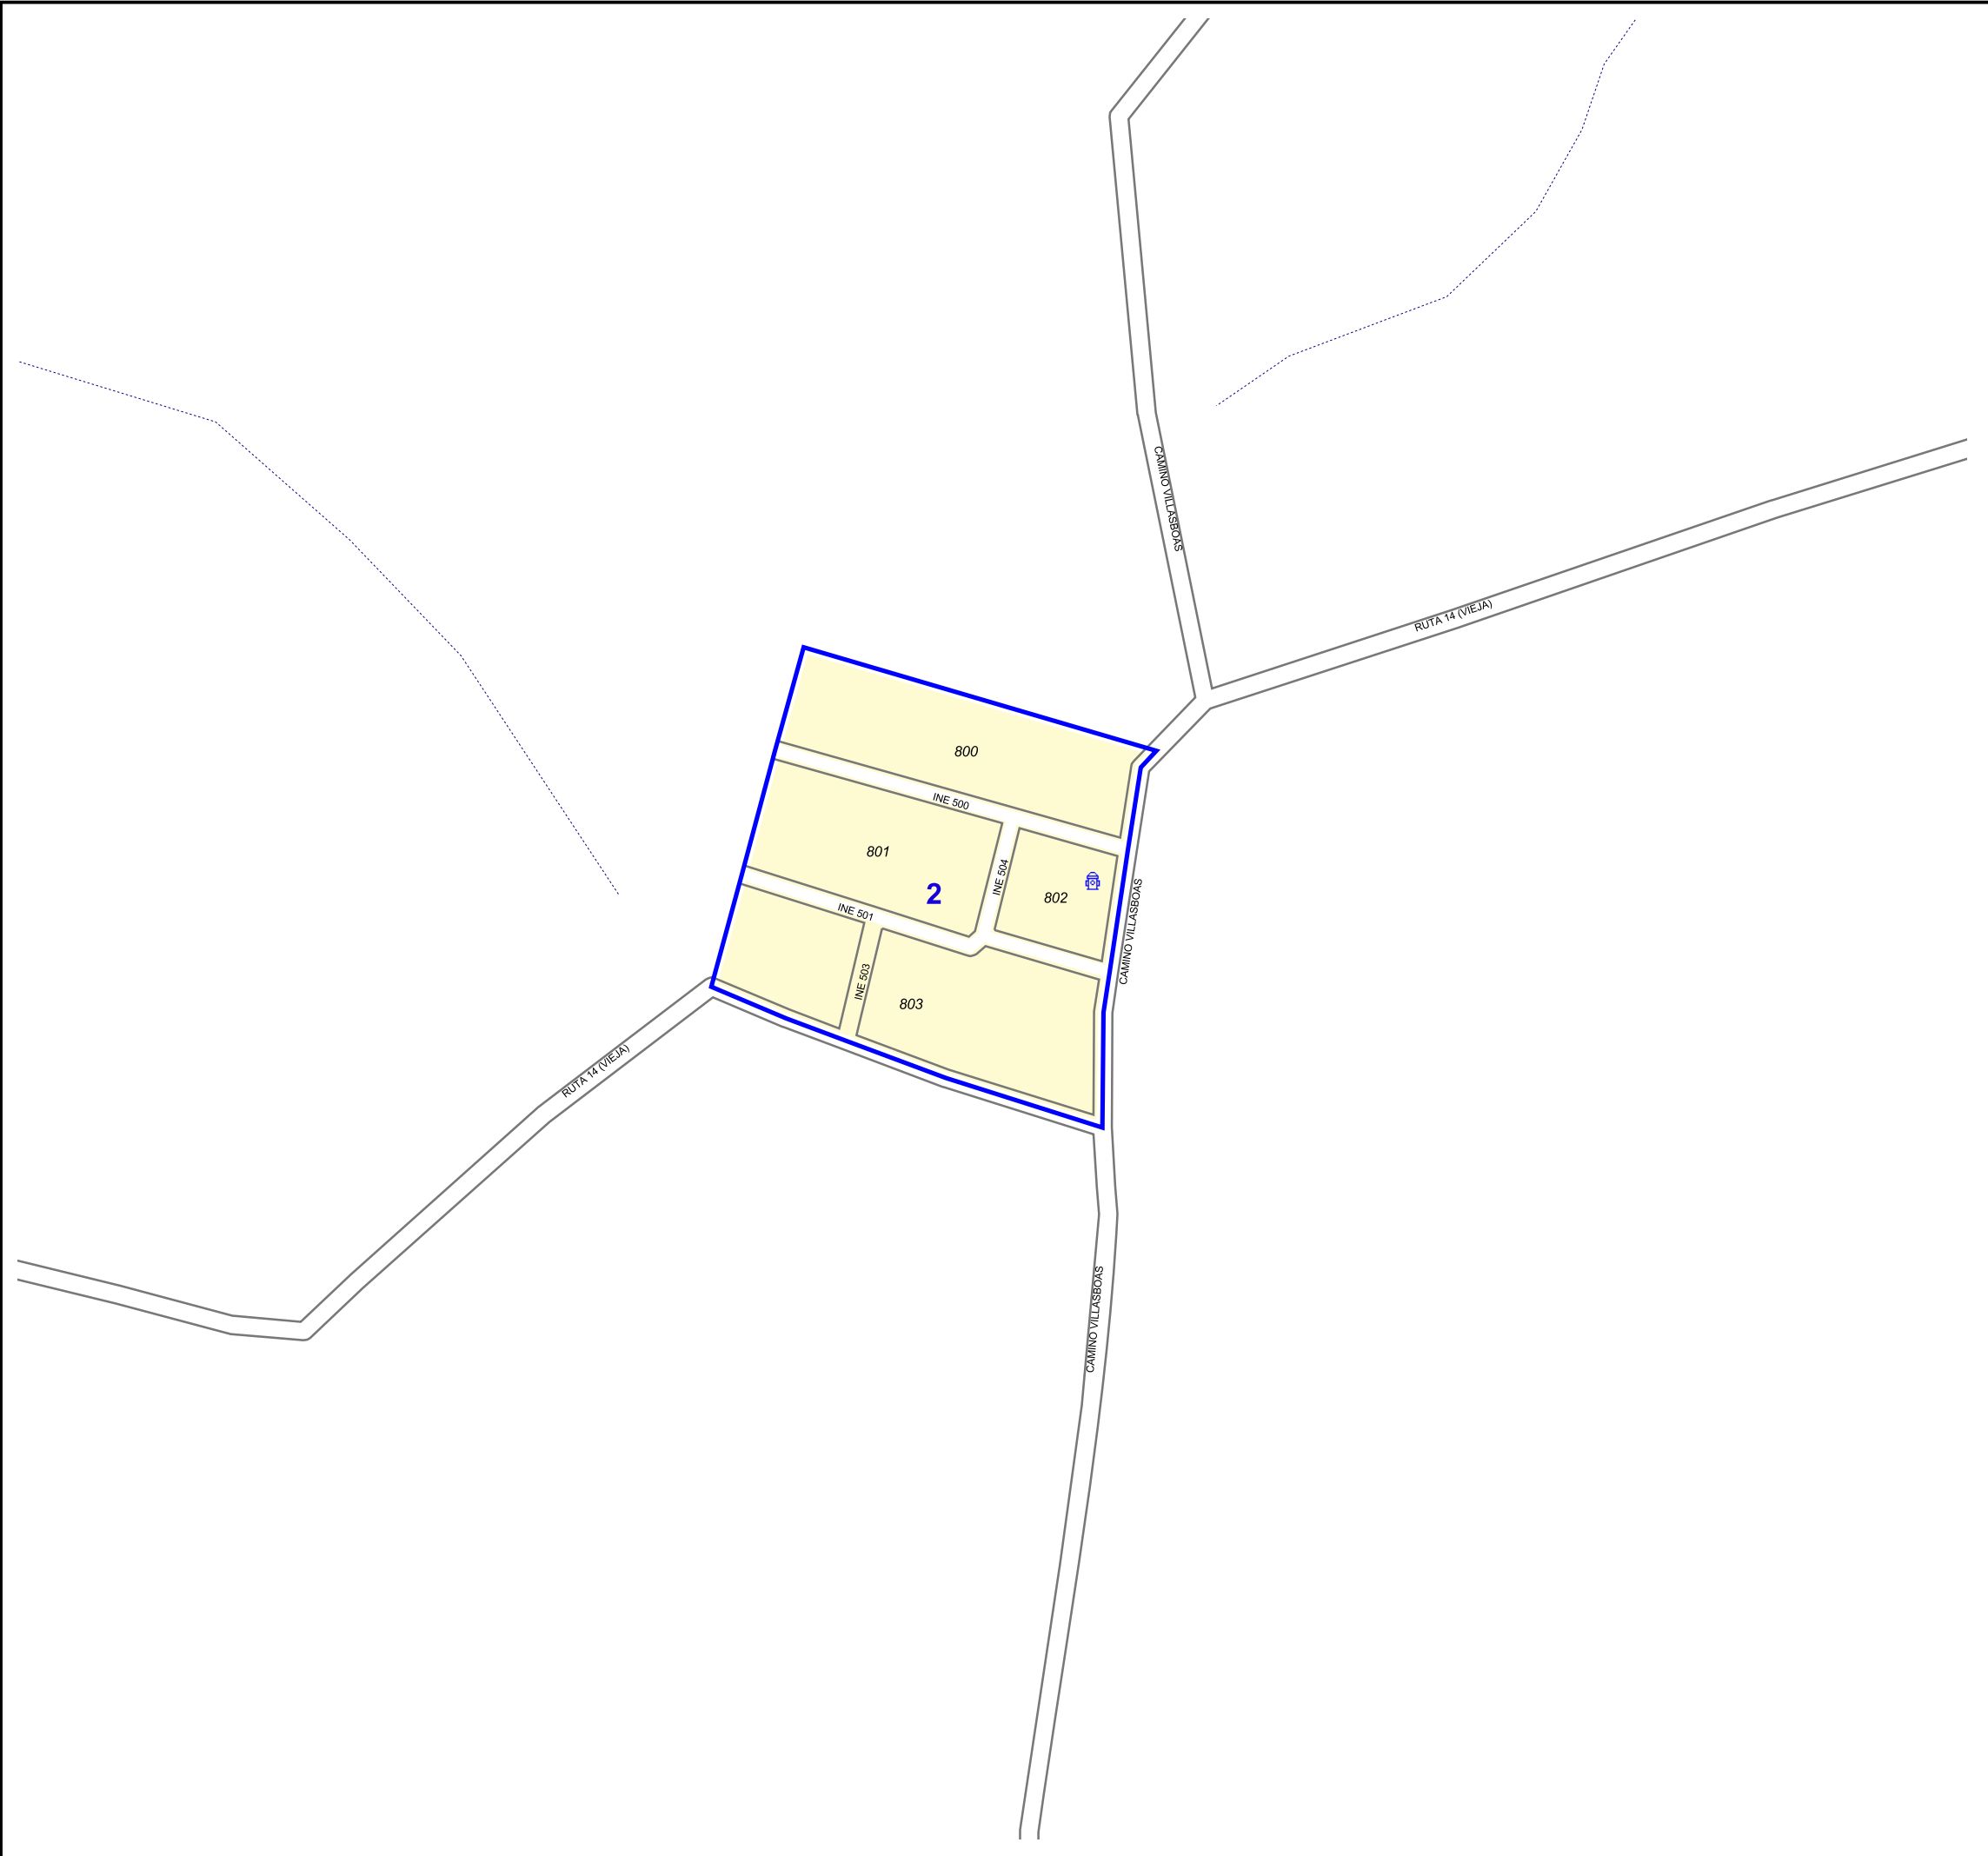 CAMINO VILLASBOAS
RUTA 14 (VIEJA)
800
INE 500
801
INE 504
802
2
INE 501
CAMINO VILLASBOAS
INE 503
803
RUTA 14 (VIEJA)
CAMINO VILLASBOAS